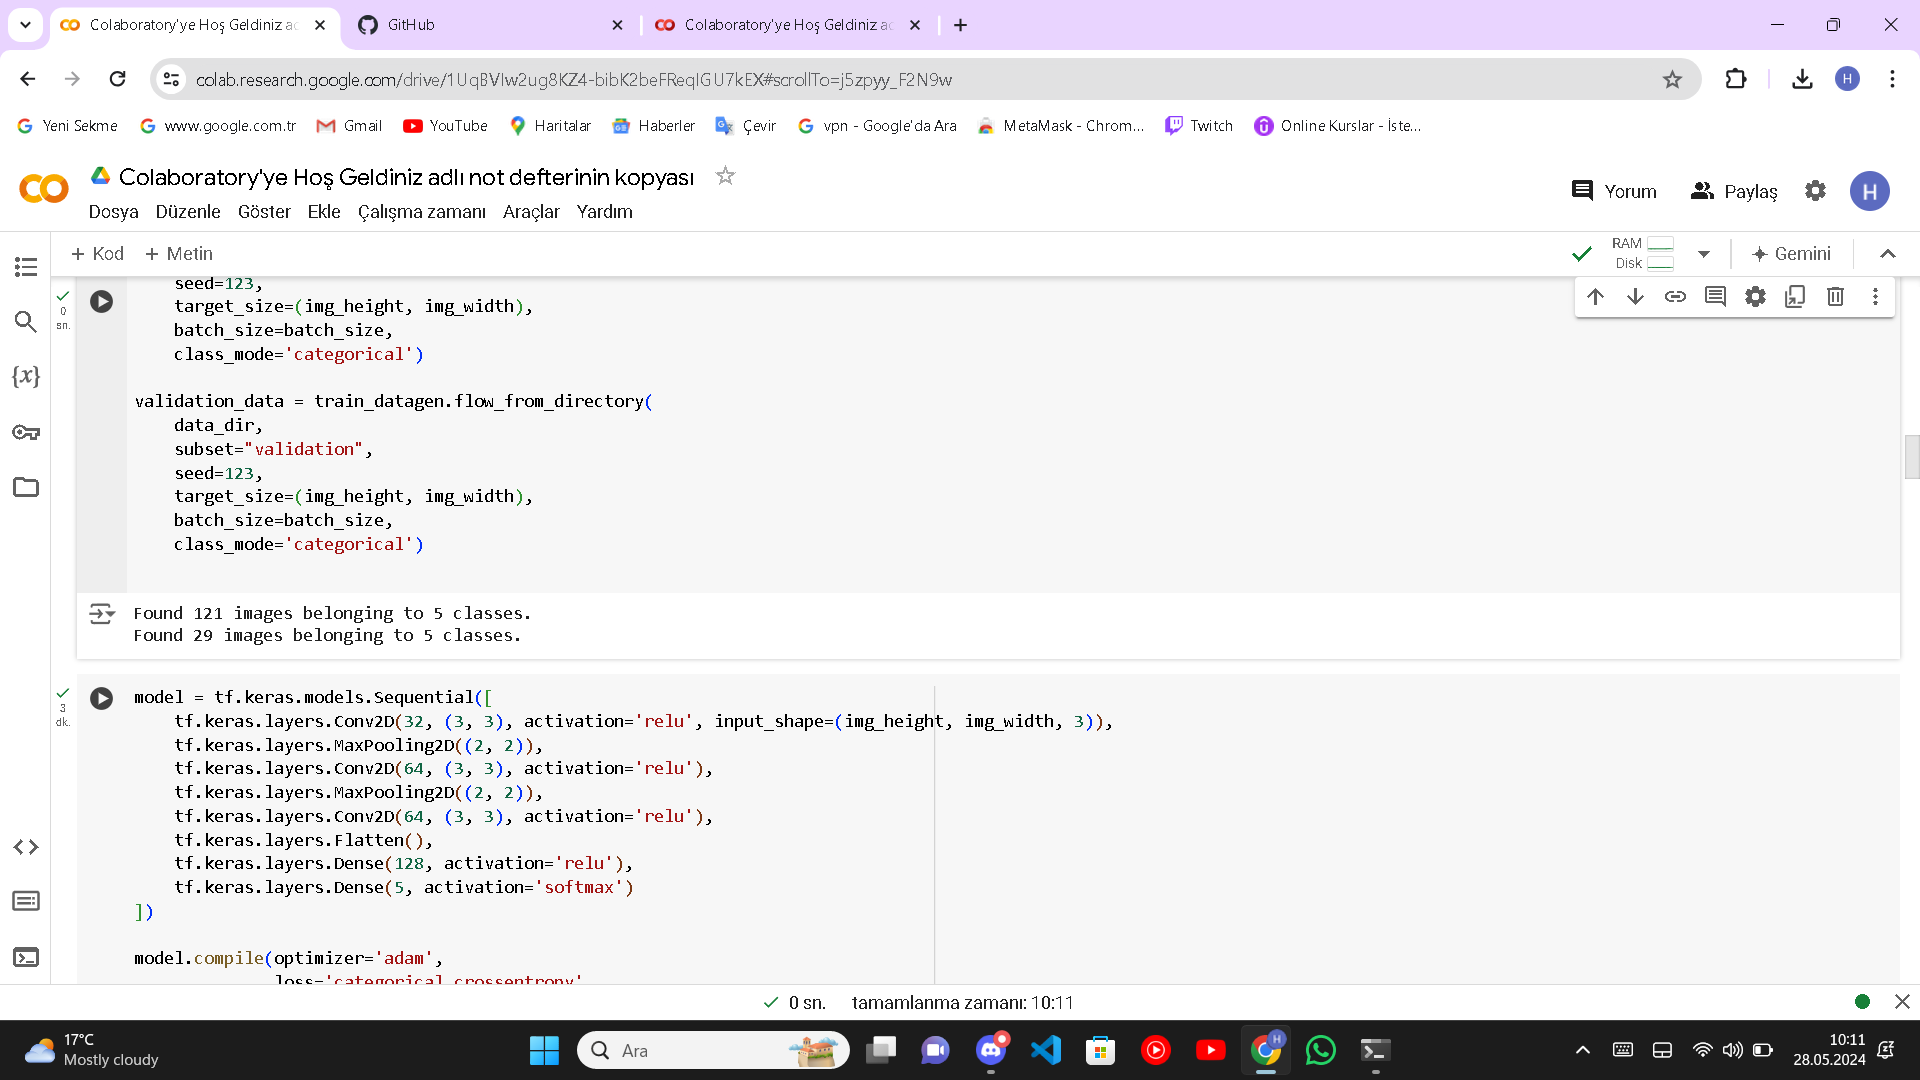 Colaboratory'ye Hoş Geldiniz ad
GitHub
Colaboratory'ye Hoş Geldiniz ad
colab.research.google.com/drive/1UqBVlw2ug8KZ4-bibK2beFReqIGU7kEX#scrollTo=j5zpyy_F2N9w
H
Yeni Sekme
www.google.com.tr
Gmail
YouTube
Haritalar
Haberler
Çevir
vpn - Google'da Ara
MetaMask - Chrom...
Twitch
Online Kurslar - İste...
Colaboratory'ye Hoş Geldiniz adlı not defterinin kopyası
Yorum
Paylaş
H
Dosya Düzenle Göster Ekle Çalışma zamanı Araçlar Yardım
+ Kod + Metin
RAM
Disk
Gemini
0
sn.
seed=123,
target_size=(img_height, img_width),
batch_size=batch_size,
class_mode='categorical')
validation_data = train_datagen.flow_from_directory(
data_dir,
subset="validation",
seed=123,
target_size=(img_height, img_width),
batch_size=batch_size,
class_mode='categorical')
Found 121 images belonging to 5 classes.
Found 29 images belonging to 5 classes.
3
dk.
model = tf.keras.models.Sequential([
tf.keras.layers.Conv2D(32, (3, 3), activation='relu', input_shape=(img_height, img_width, 3)),
tf.keras.layers.MaxPooling2D((2, 2)),
tf.keras.layers.Conv2D(64, (3, 3), activation='relu'),
tf.keras.layers.MaxPooling2D((2, 2)),
tf.keras.layers.Conv2D(64, (3, 3), activation='relu'),
tf.keras.layers.Flatten(),
tf.keras.layers.Dense(128, activation='relu'),
tf.keras.layers.Dense(5, activation='softmax')
])
model.compile(optimizer='adam',
loss='categorical_crossentropy'
0 sn. tamamlanma zamanı: 10:11
17°C
Mostly cloudy
Ara
H
10:11
28.05.2024